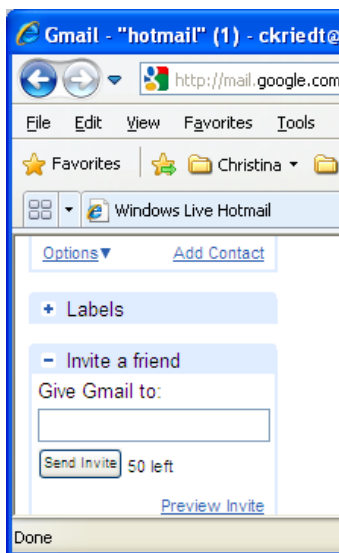 Gmail - "hotmail" (1) - ckriedt@
http://mail.google.com
File Edit View Favorites Tools
Favorites Christina
Windows Live Hotmail
Options▼ Add Contact
+ Labels
− Invite a friend
Give Gmail to:
Send Invite 50 left
Preview Invite
Done